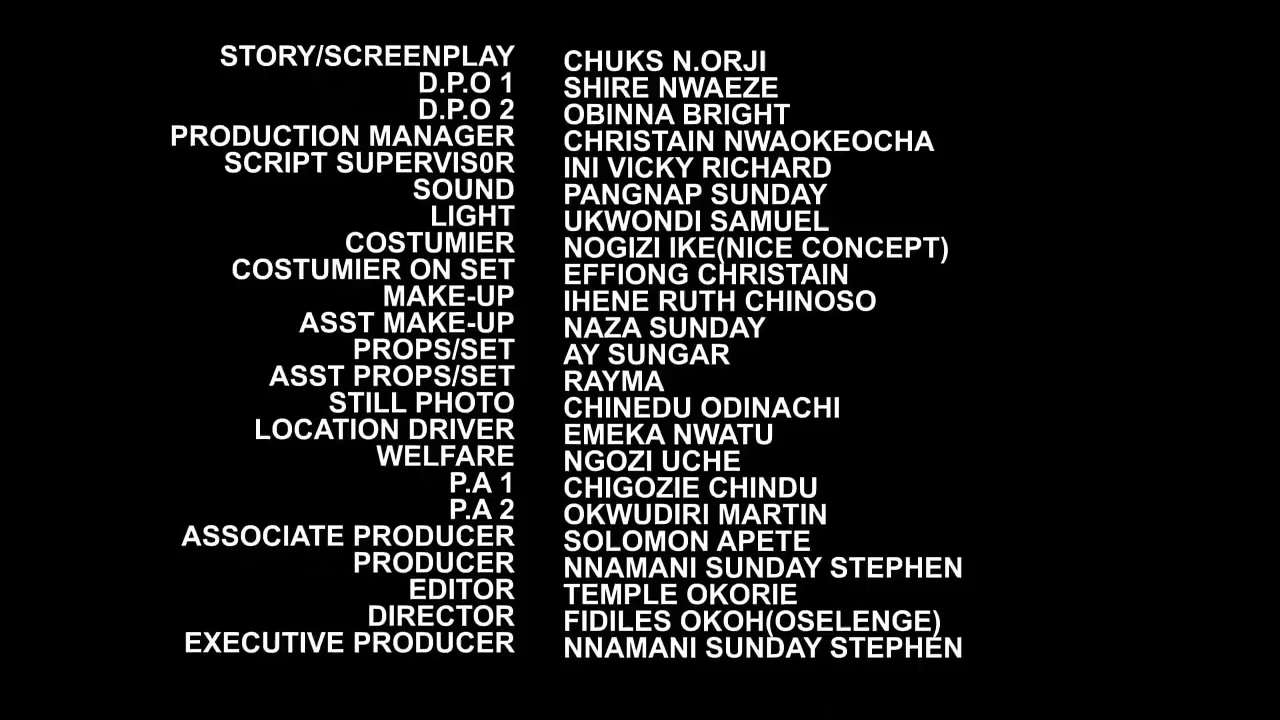 STORY/SCREENPLAY CHUKS N.ORJI
D.P.O 1 SHIRE NWAEZE
D.P.O 2 OBINNA BRIGHT
PRODUCTION MANAGER CHRISTAIN NWAOKEOCHA
SCRIPT SUPERVIS0R INI VICKY RICHARD
SOUND PANGNAP SUNDAY
LIGHT UKWONDI SAMUEL
COSTUMIER NOGIZI IKE(NICE CONCEPT)
COSTUMIER ON SET EFFIONG CHRISTAIN
MAKE-UP IHENE RUTH CHINOSO
ASST MAKE-UP NAZA SUNDAY
PROPS/SET AY SUNGAR
ASST PROPS/SET RAYMA
STILL PHOTO CHINEDU ODINACHI
LOCATION DRIVER EMEKA NWATU
WELFARE NGOZI UCHE
P.A 1 CHIGOZIE CHINDU
P.A 2 OKWUDIRI MARTIN
ASSOCIATE PRODUCER SOLOMON APETE
PRODUCER NNAMANI SUNDAY STEPHEN
EDITOR TEMPLE OKORIE
DIRECTOR FIDILES OKOH(OSELENGE)
EXECUTIVE PRODUCER NNAMANI SUNDAY STEPHEN